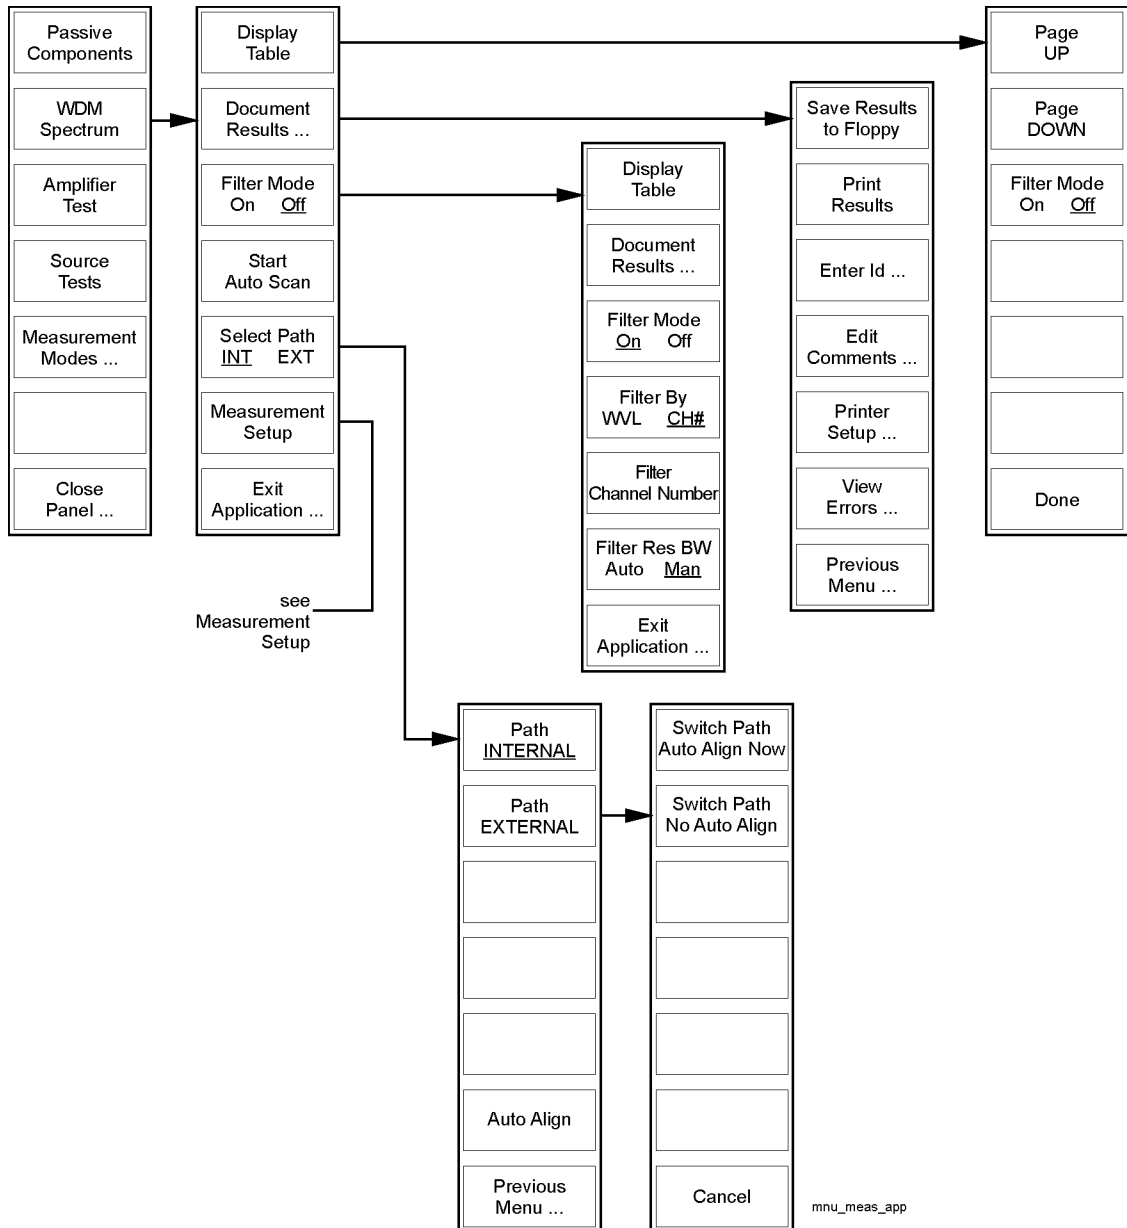 Passive
Components
WDM
Spectrum
Amplifier
Test
Source
Tests
Measurement
Modes ...
Close
Panel ...
Display
Table
Document
Results ...
Filter Mode
On Off
Start
Auto Scan
Select Path
INT EXT
Measurement
Setup
Exit
Application ...
see
Measurement
Setup
Display
Table
Document
Results ...
Filter Mode
On Off
Filter By
WVL CH#
Filter
Channel Number
Filter Res BW
Auto Man
Exit
Application ...
Save Results
to Floppy
Print
Results
Enter Id ...
Edit
Comments ...
Printer
Setup ...
View
Errors ...
Previous
Menu ...
Page
UP
Page
DOWN
Filter Mode
On Off
Done
Path
INTERNAL
Path
EXTERNAL
Auto Align
Previous
Menu ...
Switch Path
Auto Align Now
Switch Path
No Auto Align
Cancel
mnu_meas_app